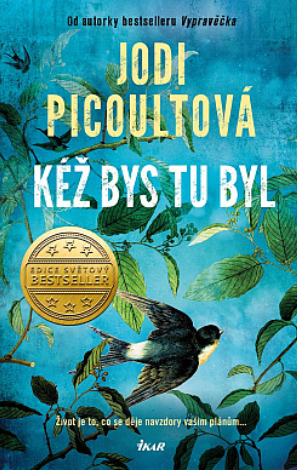 Od autorky bestselleru Vypravěčka
JODI
PICOULTOVÁ
KÉŽ BYS TU BYL
EDICE SVĚTOVÝ
BESTSELLER
Život je to, co se děje navzdory vašim plánům...
IKAR